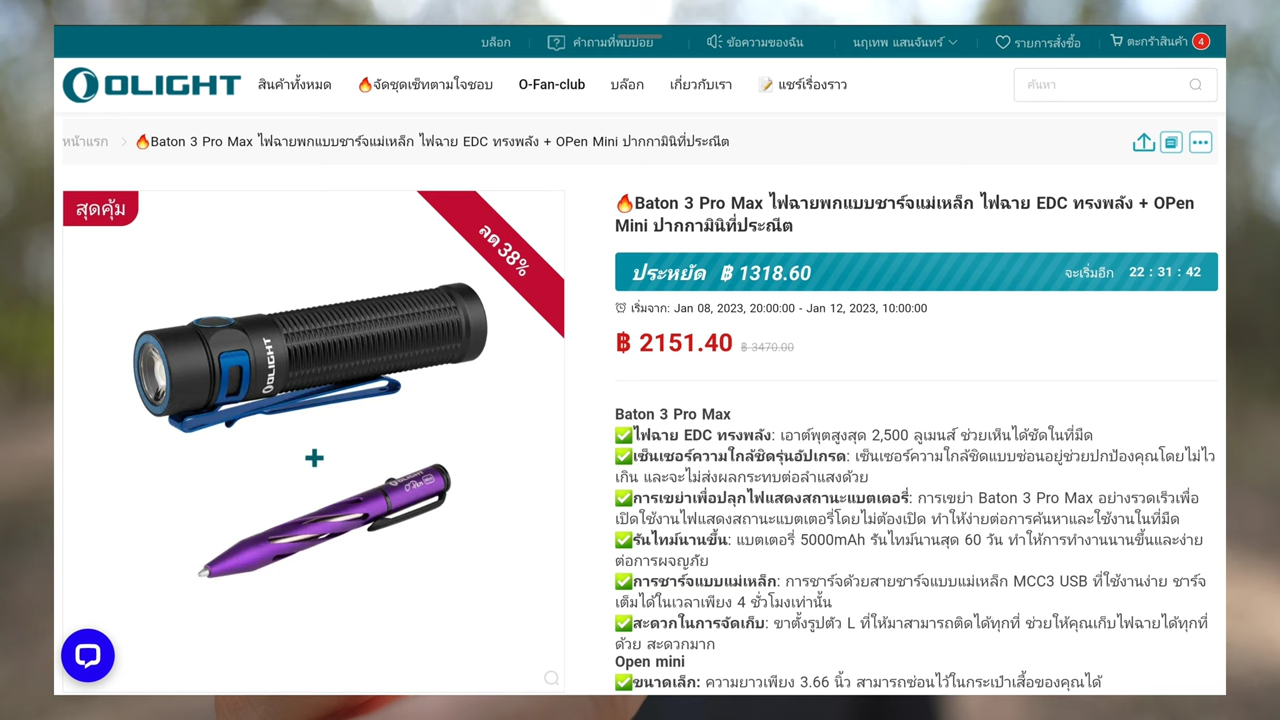 บล็อก
คำถามที่พบบ่อย
ข้อความของฉัน
นฤเทพ แสนจันทร์
รายการสั่งซื้อ
ตะกร้าสินค้า 4
OLIGHT
สินค้าทั้งหมด
🔥จัดชุดเซ็ทตามใจชอบ
O-Fan-club
บล๊อก
เกี่ยวกับเรา
📝 แชร์เรื่องราว
ค้นหา
หน้าแรก > 🔥Baton 3 Pro Max ไฟฉายพกแบบชาร์จแม่เหล็ก ไฟฉาย EDC ทรงพลัง + OPen Mini ปากกามินิที่ประณีต
สุดคุ้ม
ลด 38%
OLIGHT
+
OLIGHT
O'Pen mini
🔥Baton 3 Pro Max ไฟฉายพกแบบชาร์จแม่เหล็ก ไฟฉาย EDC ทรงพลัง + OPen
Mini ปากกามินิที่ประณีต
ประหยัด ฿ 1318.60
จะเริ่มอีก 22 : 31 : 42
เริ่มจาก: Jan 08, 2023, 20:00:00 - Jan 12, 2023, 10:00:00
฿ 2151.40 ฿ 3470.00
Baton 3 Pro Max
✅ไฟฉาย EDC ทรงพลัง: เอาต์พุตสูงสุด 2,500 ลูเมนส์ ช่วยเห็นได้ชัดในที่มืด
✅เซ็นเซอร์ความใกล้ชิดรุ่นอัปเกรด: เซ็นเซอร์ความใกล้ชิดแบบซ่อนอยู่ช่วยปกป้องคุณโดยไม่ไว
เกิน และจะไม่ส่งผลกระทบต่อลำแสงด้วย
✅การเขย่าเพื่อปลุกไฟแสดงสถานะแบตเตอรี่: การเขย่า Baton 3 Pro Max อย่างรวดเร็วเพื่อ
เปิดใช้งานไฟแสดงสถานะแบตเตอรี่โดยไม่ต้องเปิด ทำให้ง่ายต่อการค้นหาและใช้งานในที่มืด
✅รันไทม์นานขึ้น: แบตเตอรี่ 5000mAh รันไทม์นานสุด 60 วัน ทำให้การทำงานนานขึ้นและง่าย
ต่อการผจญภัย
✅การชาร์จแบบแม่เหล็ก: การชาร์จด้วยสายชาร์จแบบแม่เหล็ก MCC3 USB ที่ใช้งานง่าย ชาร์จ
เต็มได้ในเวลาเพียง 4 ชั่วโมงเท่านั้น
✅สะดวกในการจัดเก็บ: ขาตั้งรูปตัว L ที่ให้มาสามารถติดได้ทุกที่ ช่วยให้คุณเก็บไฟฉายได้ทุกที่
ด้วย สะดวกมาก
Open mini
✅ขนาดเล็ก: ความยาวเพียง 3.66 นิ้ว สามารถซ่อนไว้ในกระเป๋าเสื้อของคุณได้